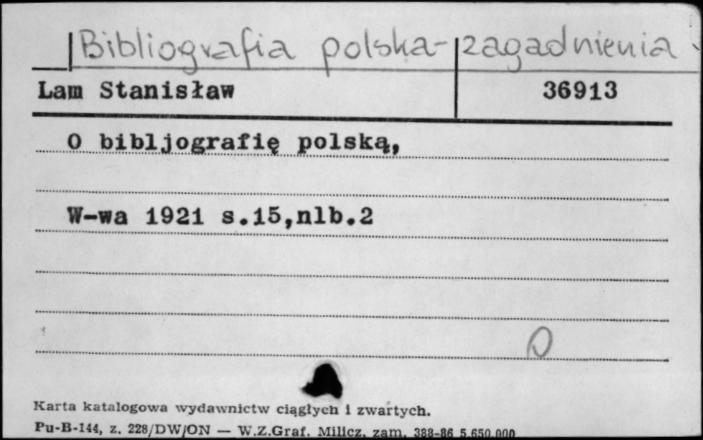 Bibliografia polska - zagadnienia
Lam Stanisław 36913
O bibljografię polską,
W-wa 1921 s.15,nlb.2
O
Karta katalogowa wydawnictw ciągłych i zwartych.
Pu-B-144, z. 228/DW/ON — W.Z.Graf. Milicz, zam. 388-86 5.650.000